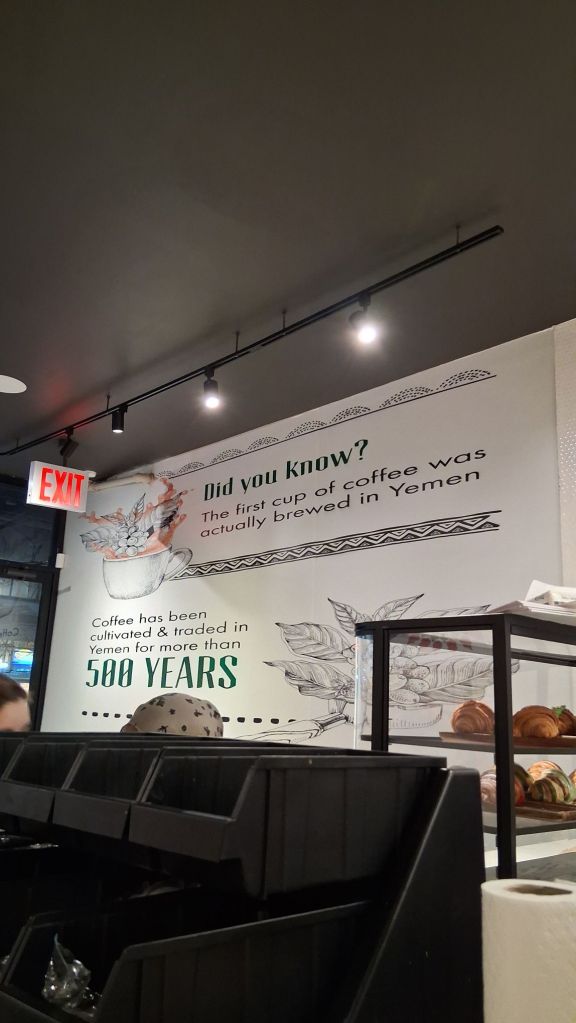 Did you know?
The first cup of coffee was
actually brewed in Yemen
EXIT
Coffee has been
cultivated & traded in
Yemen for more than
500 YEARS